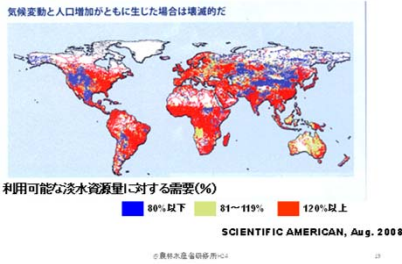 気候変動と人口増加がともに生じた場合は壊滅的だ
利用可能な淡水資源量に対する需要(%)
80%以下 81～119% 120%以上
SCIENTIFIC AMERICAN, Aug. 2008